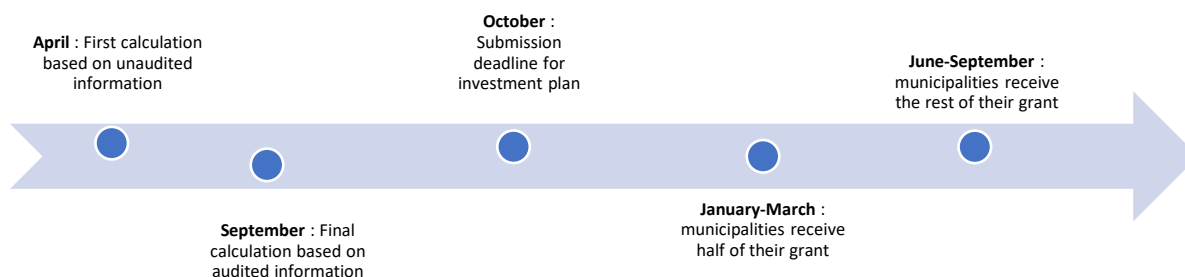 April : First calculation
based on unaudited
information
September : Final
calculation based on
audited information
October :
Submission
deadline for
investment plan
January-March :
municipalities receive
half of their grant
June-September :
municipalities receive
the rest of their grant